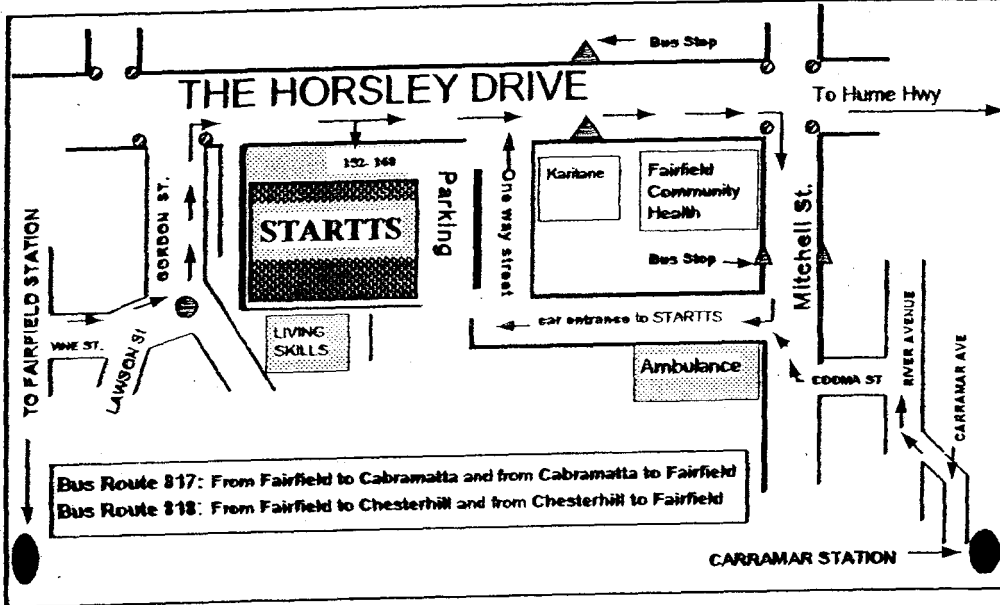 Bus Stop
THE HORSLEY DRIVE
To Hume Hwy
152-168
Parking
One way street
Karitane
Fairfield
Community
Health
STARTTS
GORDON ST.
Mitchell St.
Bus Stop
TO FAIRFIELD STATION
car entrance to STARTTS
LIVING
SKILLS
VINE ST.
LAWSON ST
Ambulance
COOMA ST
RIVER AVENUE
CARRAMAR AVE
Bus Route 817: From Fairfield to Cabramatta and from Cabramatta to Fairfield
Bus Route 818: From Fairfield to Chesterhill and from Chesterhill to Fairfield
CARRAMAR STATION